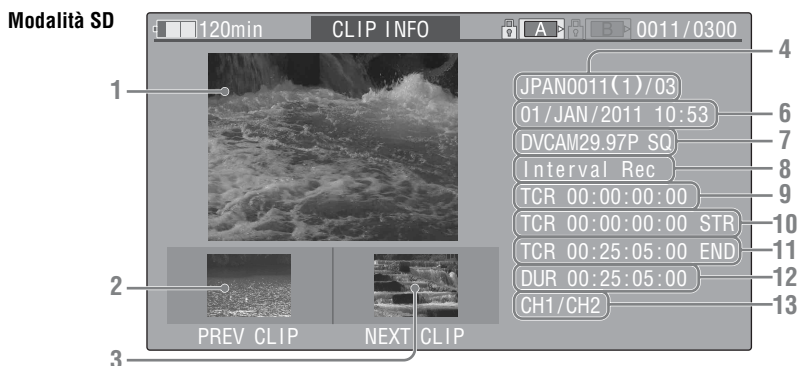 Modalità SD
120min CLIP INFO A B 0011/0300
4
1
JPAN0011(1)/03
01/JAN/2011 10:53 6
DVCAM29.97P SQ 7
Interval Rec 8
TCR 00:00:00:00 9
TCR 00:00:00:00 STR 10
TCR 00:25:05:00 END 11
2
DUR 00:25:05:00 12
CH1/CH2 13
PREV CLIP NEXT CLIP
3